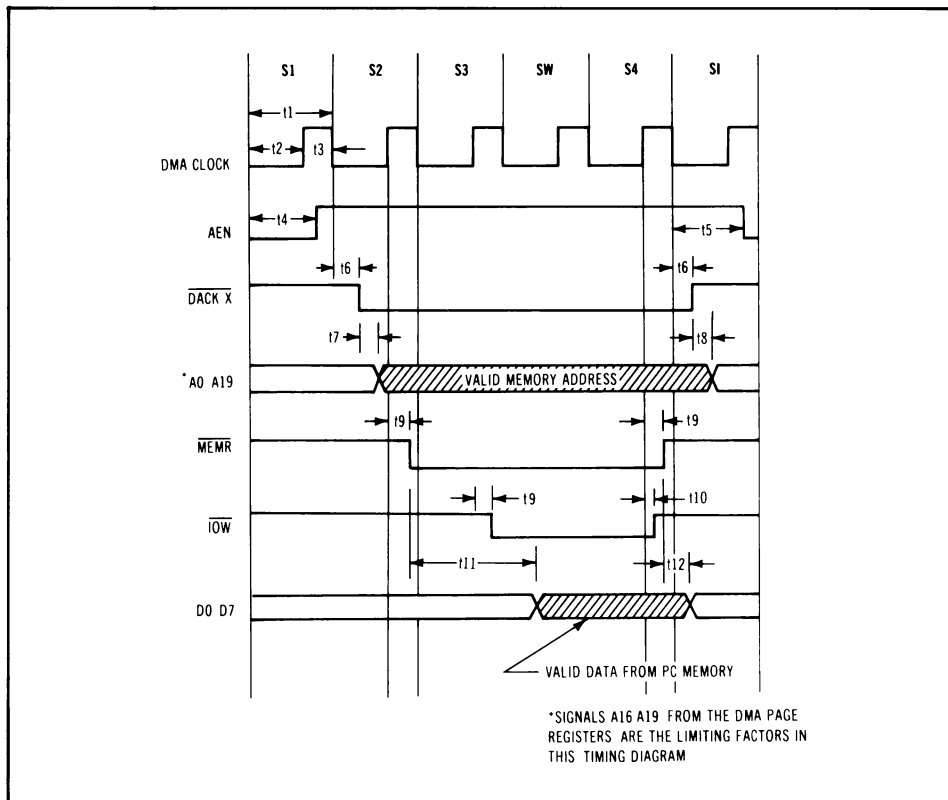 S1 S2 S3 SW S4 SI
t1
t2 t3
DMA CLOCK
t4
AEN
t5
t6 t6
DACK X
t7 t8
*A0 A19 VALID MEMORY ADDRESS
t9 t9
MEMR
t9 t10
IOW
t11 t12
D0 D7
VALID DATA FROM PC MEMORY
*SIGNALS A16 A19 FROM THE DMA PAGE
REGISTERS ARE THE LIMITING FACTORS IN
THIS TIMING DIAGRAM